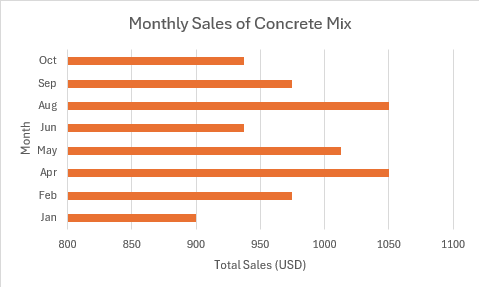 Monthly Sales of Concrete Mix
Oct
Sep
Aug
Jun
May
Apr
Feb
Jan
Month
800 850 900 950 1000 1050 1100
Total Sales (USD)